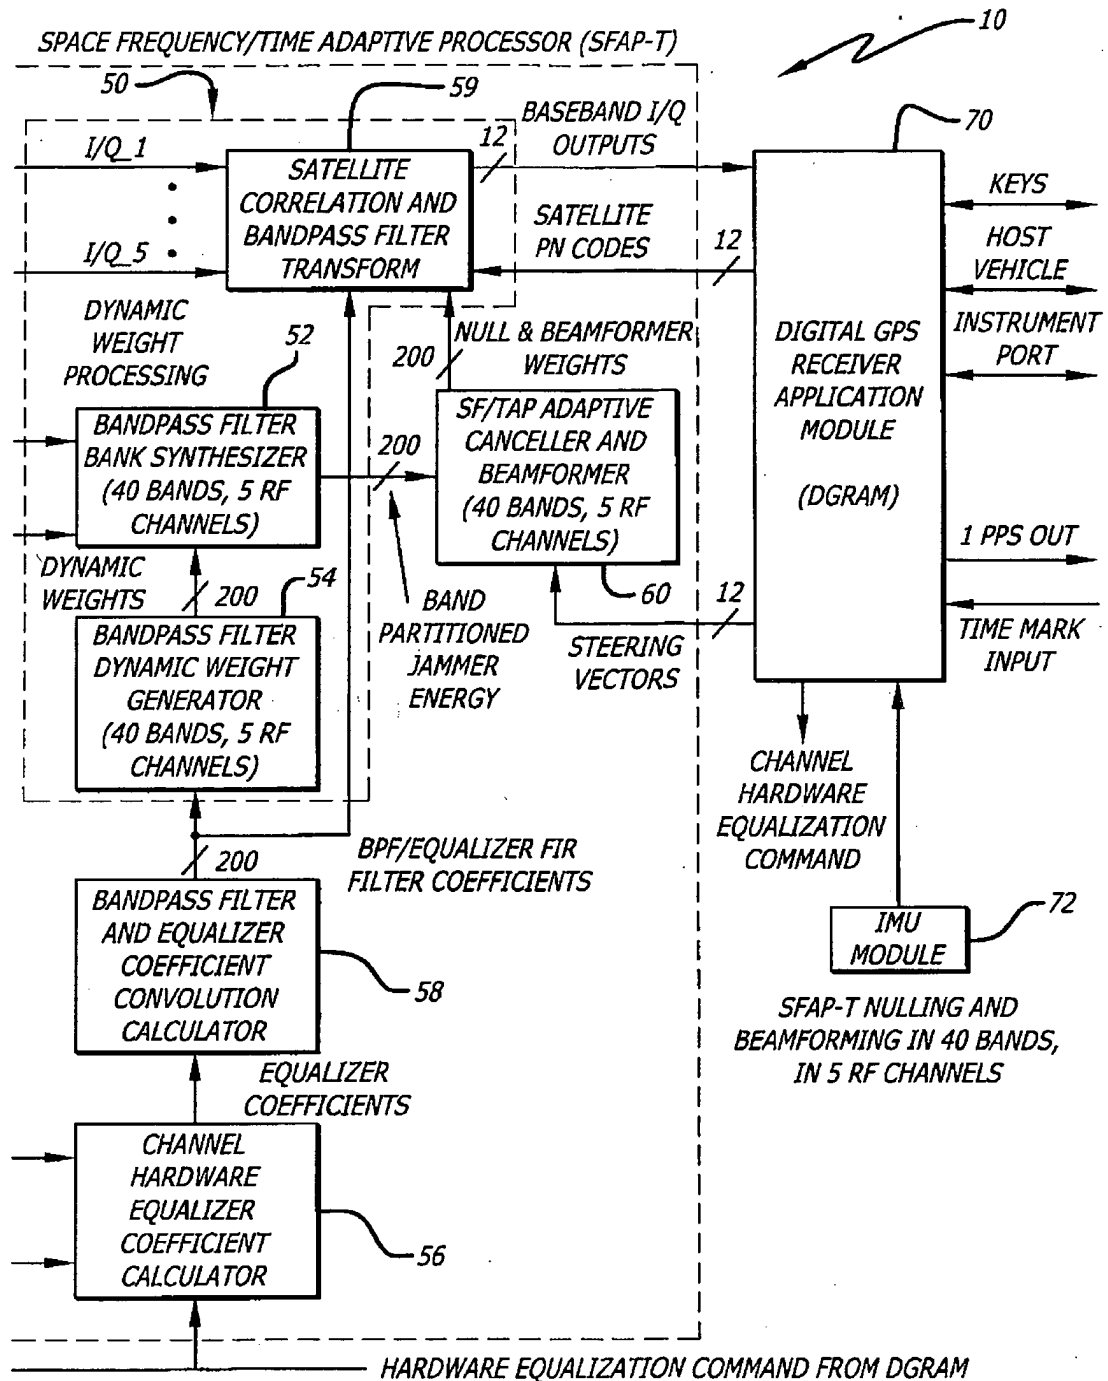 10
SPACE FREQUENCY/TIME ADAPTIVE PROCESSOR (SFAP-T)
50
59
BASEBAND I/Q
OUTPUTS
12
70
I/Q_1
I/Q_5
SATELLITE
CORRELATION AND
BANDPASS FILTER
TRANSFORM
SATELLITE
PN CODES
12
KEYS
HOST
VEHICLE
INSTRUMENT
PORT
DIGITAL GPS
RECEIVER
APPLICATION
MODULE
(DGRAM)
1 PPS OUT
TIME MARK
INPUT
DYNAMIC
WEIGHT
PROCESSING
52
NULL & BEAMFORMER
WEIGHTS
200
BANDPASS FILTER
BANK SYNTHESIZER
(40 BANDS, 5 RF
CHANNELS)
200
SF/TAP ADAPTIVE
CANCELLER AND
BEAMFORMER
(40 BANDS, 5 RF
CHANNELS)
60
DYNAMIC
WEIGHTS
200
54
BAND
PARTITIONED
JAMMER
ENERGY
12
STEERING
VECTORS
BANDPASS FILTER
DYNAMIC WEIGHT
GENERATOR
(40 BANDS, 5 RF
CHANNELS)
CHANNEL
HARDWARE
EQUALIZATION
COMMAND
200
BPF/EQUALIZER FIR
FILTER COEFFICIENTS
BANDPASS FILTER
AND EQUALIZER
COEFFICIENT
CONVOLUTION
CALCULATOR
58
IMU
MODULE
72
SFAP-T NULLING AND
BEAMFORMING IN 40 BANDS,
IN 5 RF CHANNELS
EQUALIZER
COEFFICIENTS
CHANNEL
HARDWARE
EQUALIZER
COEFFICIENT
CALCULATOR
56
HARDWARE EQUALIZATION COMMAND FROM DGRAM